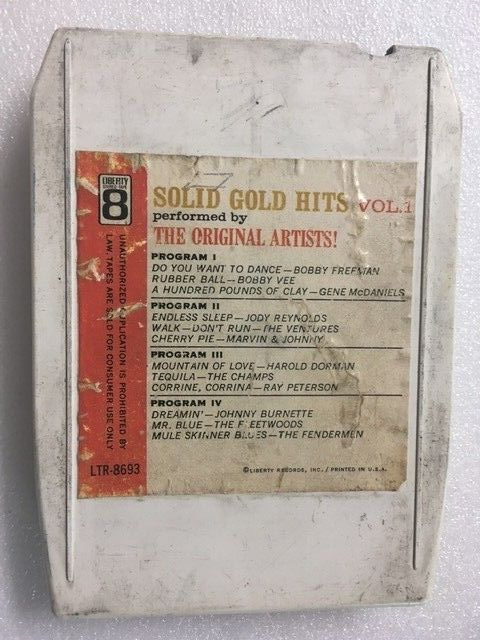 LIBERTY
STEREO TAPE
8
SOLID GOLD HITS VOL.1
performed by
THE ORIGINAL ARTISTS!
PROGRAM I
DO YOU WANT TO DANCE—BOBBY FREEMAN
RUBBER BALL—BOBBY VEE
A HUNDRED POUNDS OF CLAY—GENE McDANIELS
PROGRAM II
ENDLESS SLEEP—JODY REYNOLDS
WALK—DON'T RUN—THE VENTURES
CHERRY PIE—MARVIN & JOHNNY
PROGRAM III
MOUNTAIN OF LOVE—HAROLD DORMAN
TEQUILA—THE CHAMPS
CORRINE, CORRINA—RAY PETERSON
PROGRAM IV
DREAMIN'—JOHNNY BURNETTE
MR. BLUE—THE FLEETWOODS
MULE SKINNER BLUES—THE FENDERMEN
UNAUTHORIZED DUPLICATION IS PROHIBITED BY
LAW. TAPES ARE SOLD FOR CONSUMER USE ONLY
LTR-8693
©LIBERTY RECORDS, INC. / PRINTED IN U.S.A.